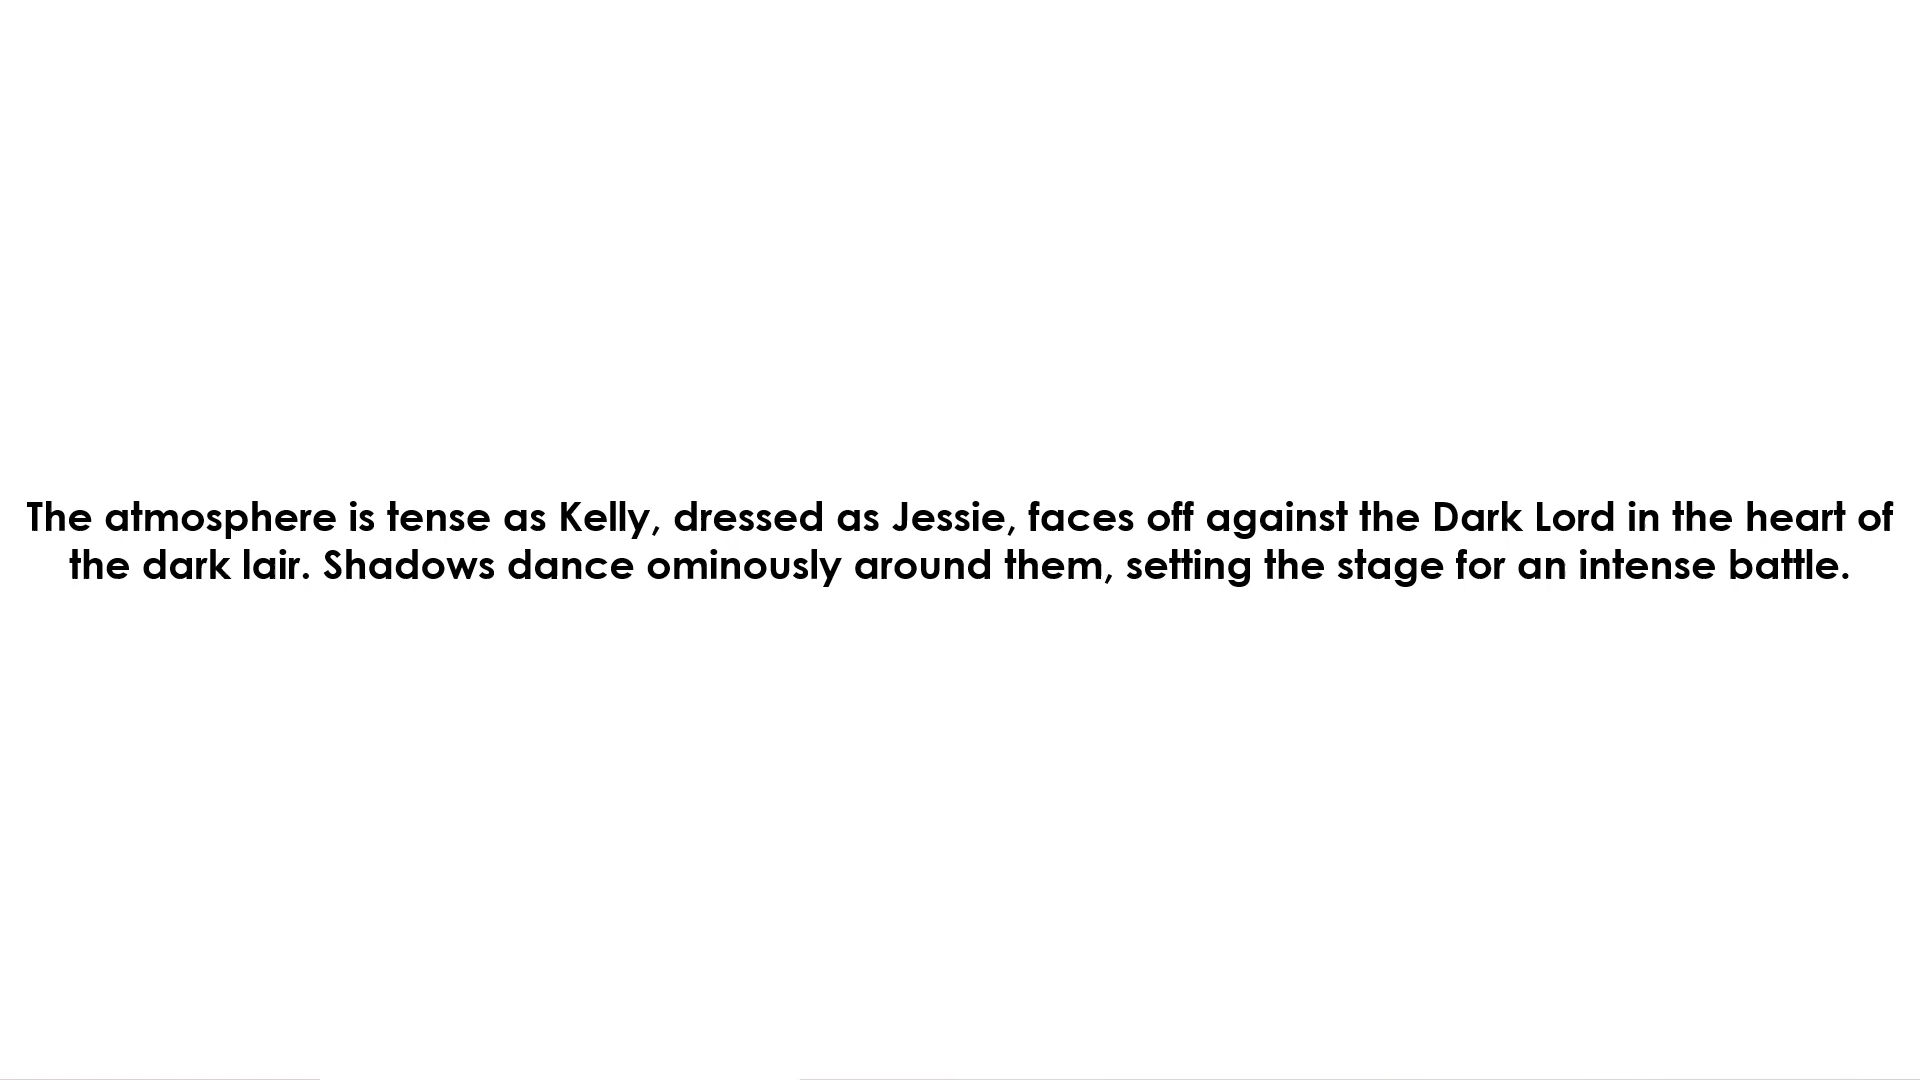 The atmosphere is tense as Kelly, dressed as Jessie, faces off against the Dark Lord in the heart of
the dark lair. Shadows dance ominously around them, setting the stage for an intense battle.